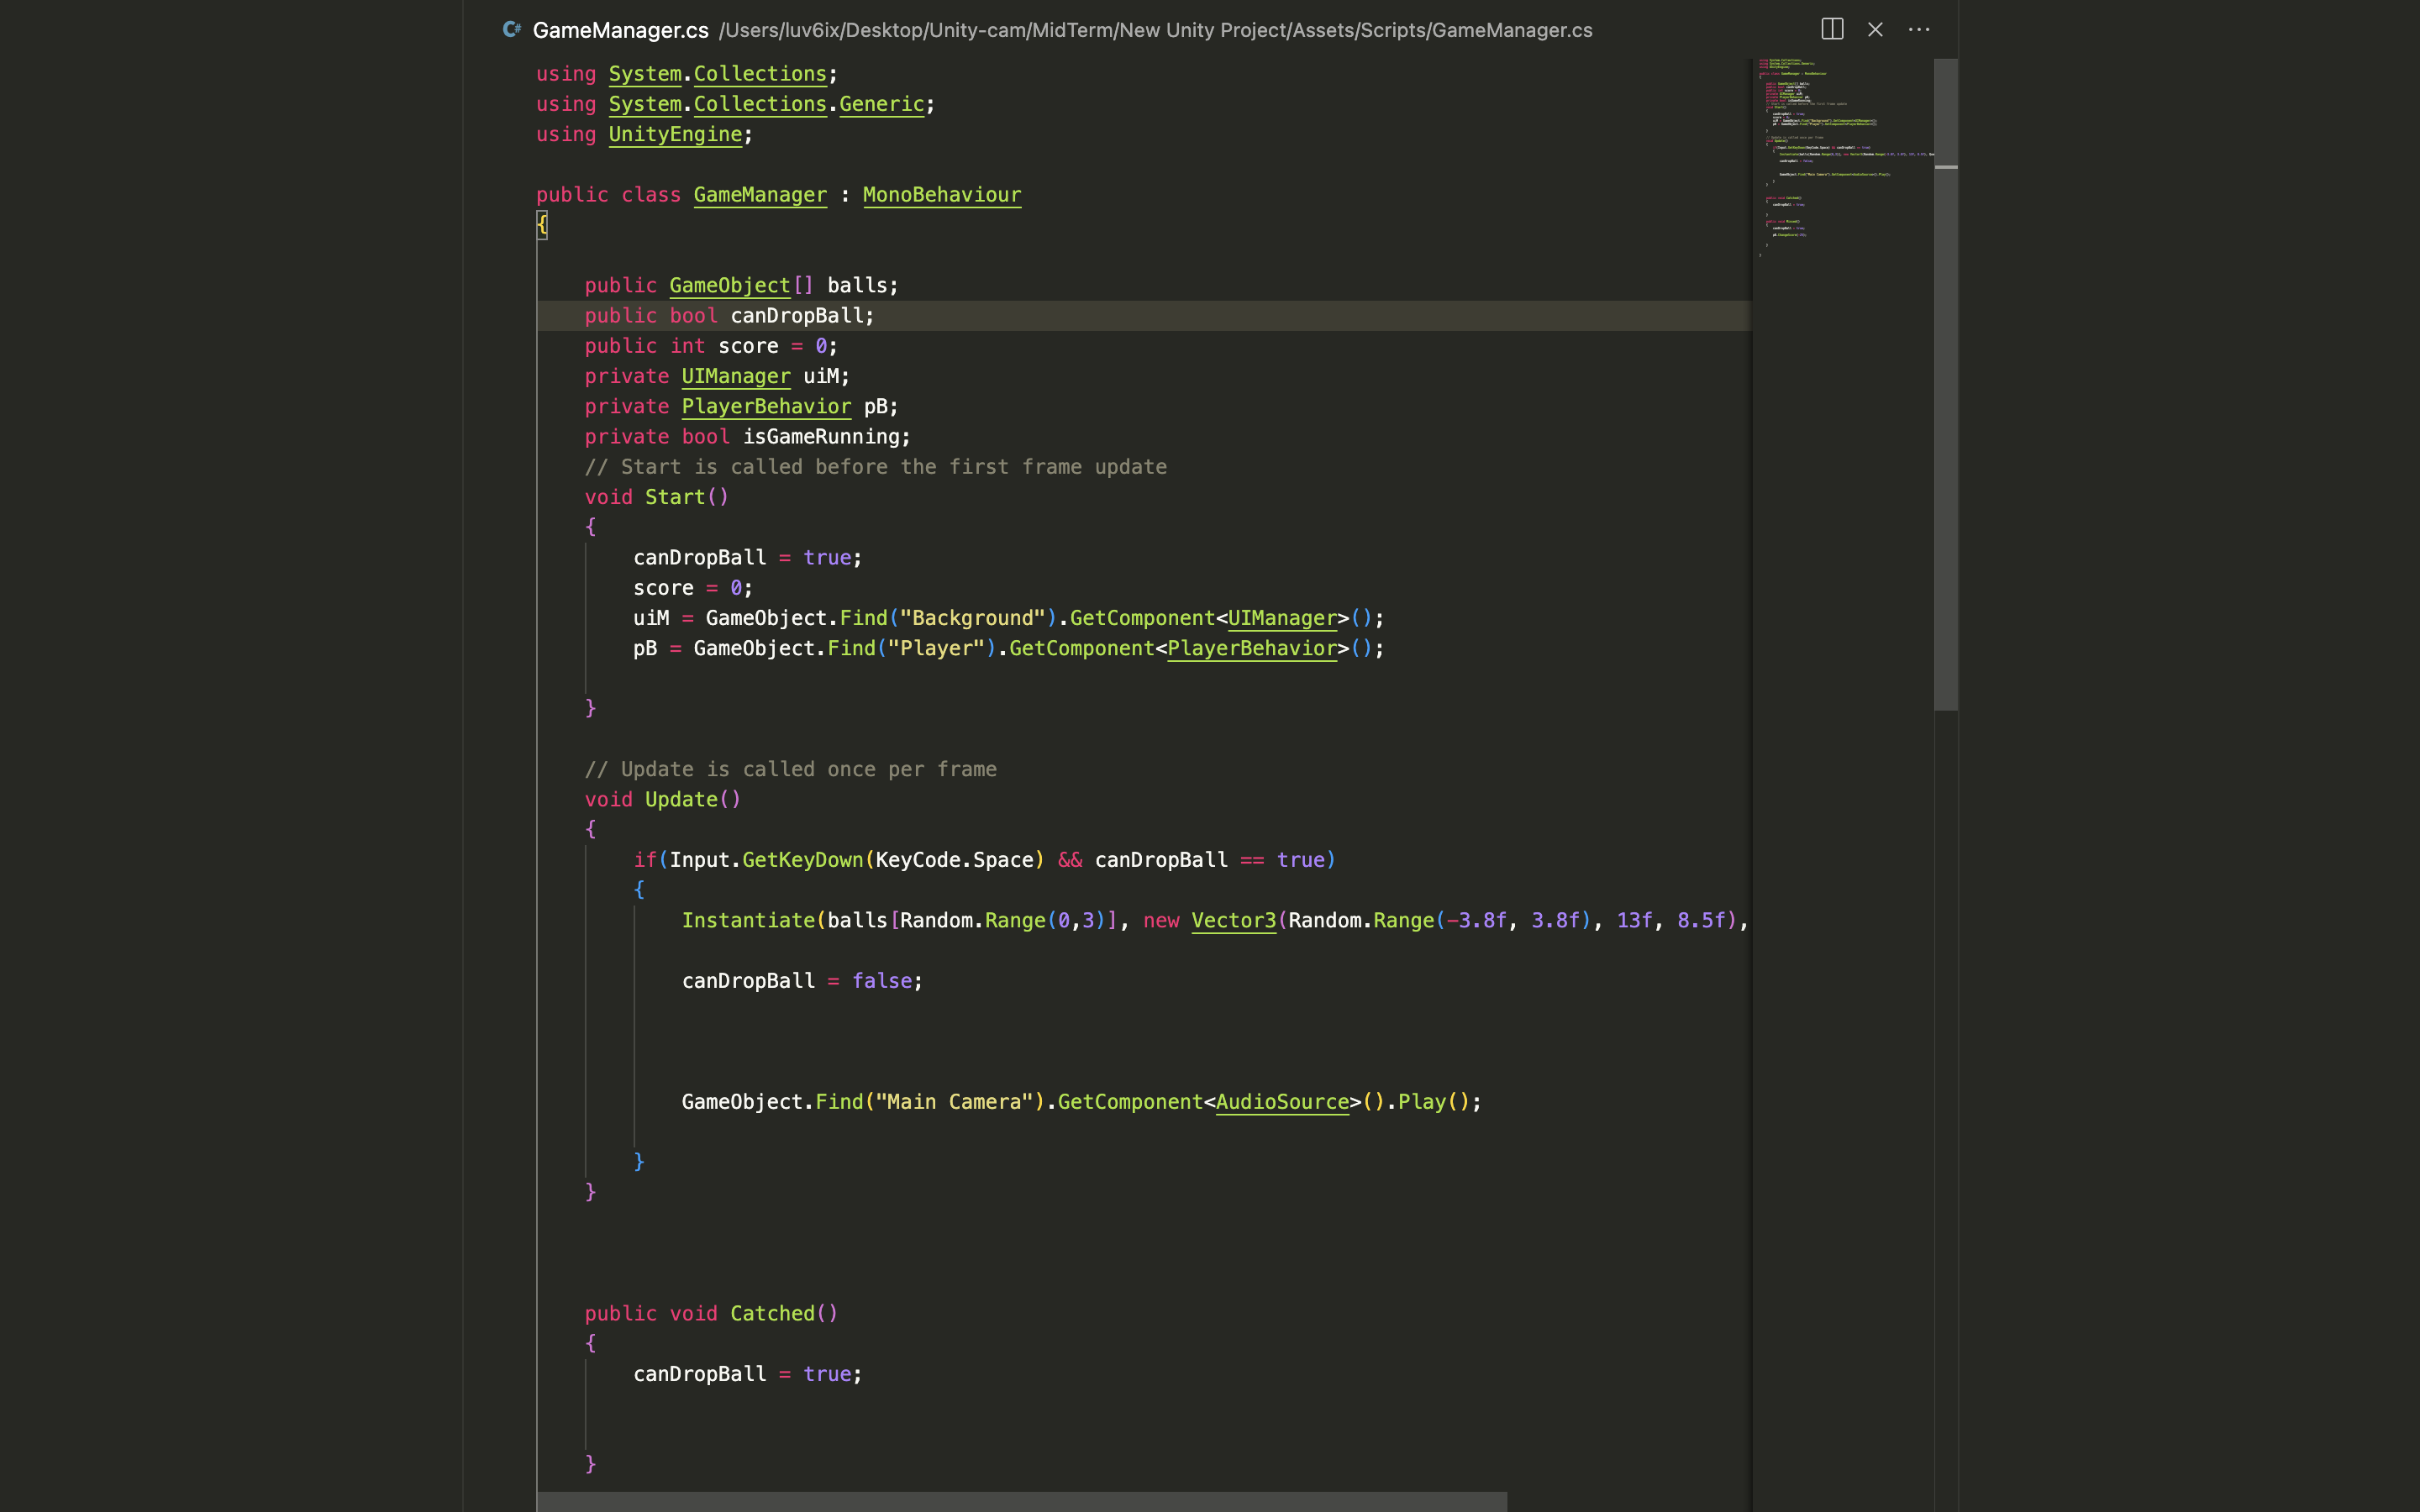 C# GameManager.cs /Users/luv6ix/Desktop/Unity-cam/MidTerm/New Unity Project/Assets/Scripts/GameManager.cs
using System.Collections;
using System.Collections.Generic;
using UnityEngine;
public class GameManager : MonoBehaviour
{
public GameObject[] balls;
public bool canDropBall;
public int score = 0;
private UIManager uiM;
private PlayerBehavior pB;
private bool isGameRunning;
// Start is called before the first frame update
void Start()
{
canDropBall = true;
score = 0;
uiM = GameObject.Find("Background").GetComponent<UIManager>();
pB = GameObject.Find("Player").GetComponent<PlayerBehavior>();
}
// Update is called once per frame
void Update()
{
if(Input.GetKeyDown(KeyCode.Space) && canDropBall == true)
{
Instantiate(balls[Random.Range(0,3)], new Vector3(Random.Range(-3.8f, 3.8f), 13f, 8.5f),
canDropBall = false;
GameObject.Find("Main Camera").GetComponent<AudioSource>().Play();
}
}
public void Catched()
{
canDropBall = true;
}